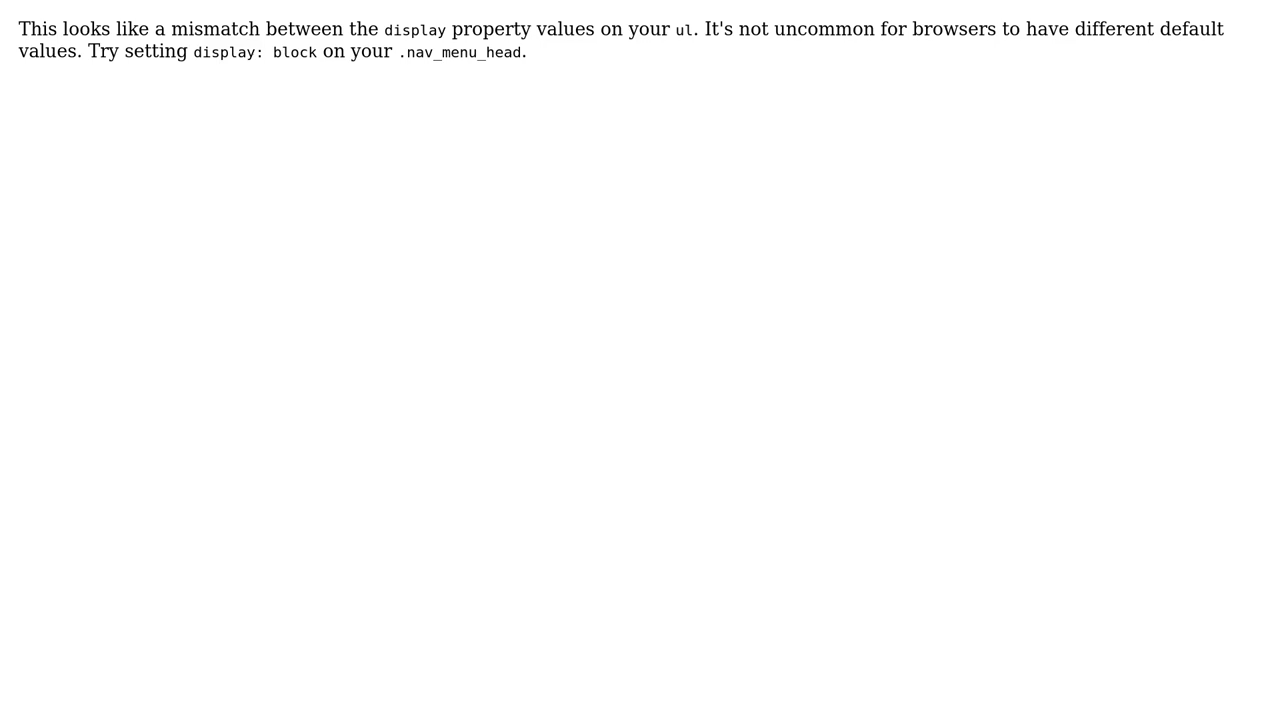 This looks like a mismatch between the display property values on your ul. It's not uncommon for browsers to have different default
values. Try setting display: block on your .nav_menu_head.